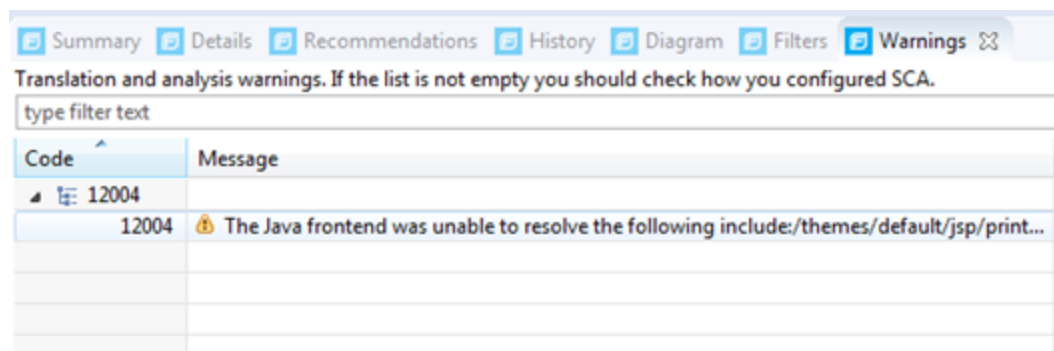 Summary Details Recommendations History Diagram Filters Warnings
Translation and analysis warnings. If the list is not empty you should check how you configured SCA.
type filter text
Code Message
12004
12004 The Java frontend was unable to resolve the following include:/themes/default/jsp/print...